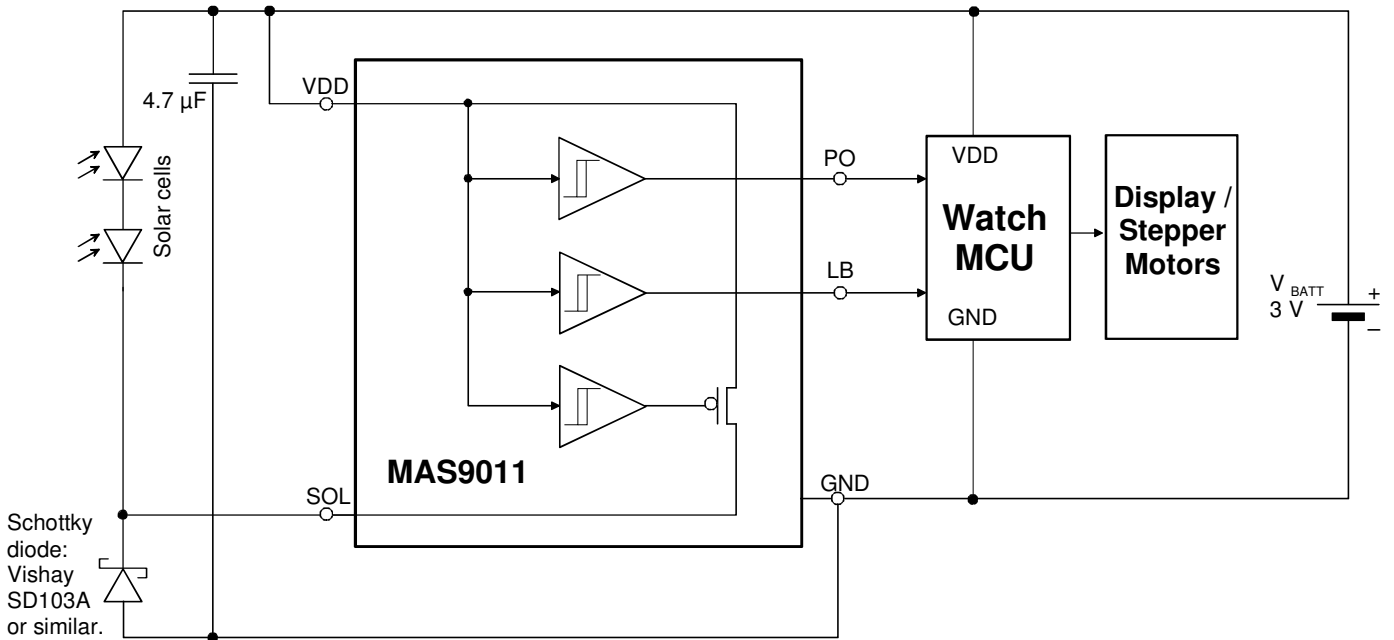 4.7 µF
Solar cells
Schottky
diode:
Vishay
SD103A
or similar.
VDD
SOL
MAS9011
PO
LB
GND
VDD
Watch
MCU
GND
Display /
Stepper
Motors
V BATT
3 V
+
–